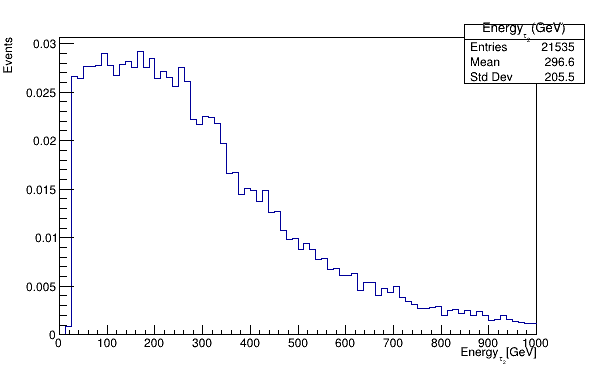 Energy_τ₂ (GeV)
Entries 21535
Mean 296.6
Std Dev 205.5
Events
0.03
0.025
0.02
0.015
0.01
0.005
0
0 100 200 300 400 500 600 700 800 900 1000
Energy_τ₂ [GeV]